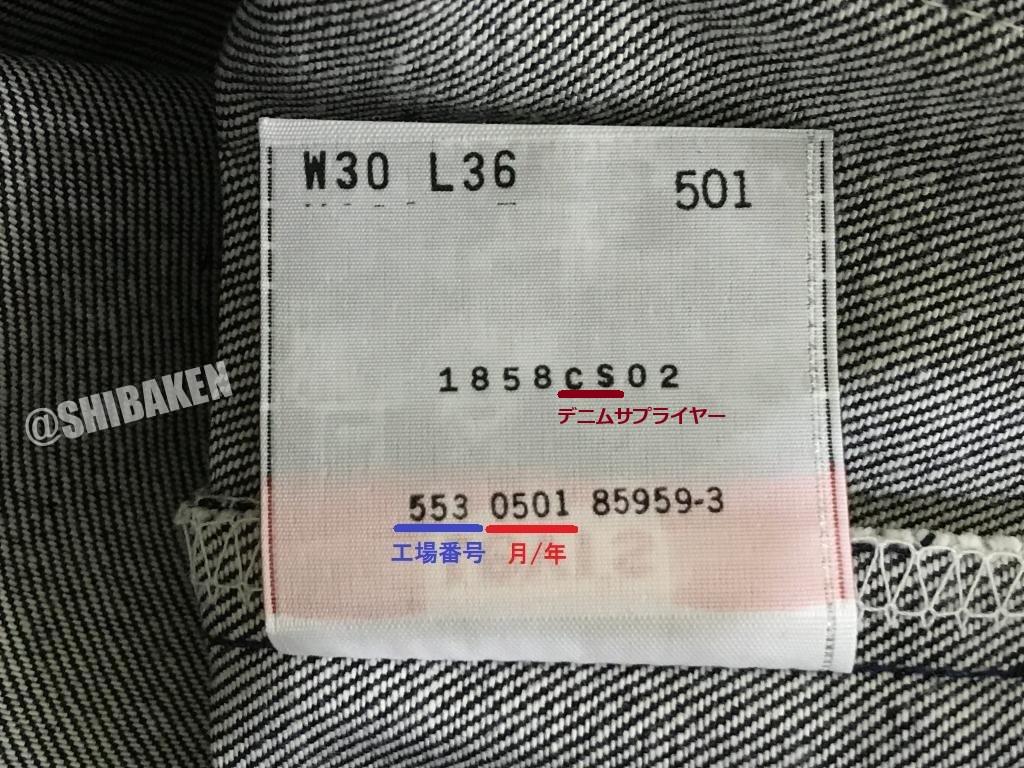 W30 L36
501
1858CS02
デニムサプライヤー
553 0501 85959-3
工場番号 月/年
@SHIBAKEN